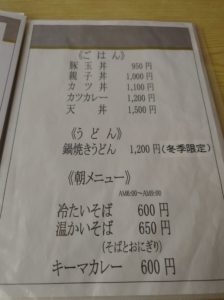 《ごはん》
豚玉丼 950円
親子丼 1,000円
カツ丼 1,100円
カツカレー 1,200円
天丼 1,500円
《うどん》
鍋焼きうどん 1,200円(冬季限定)
《朝メニュー》
AM6:00~AM9:00
冷たいそば 600円
温かいそば 650円
(そばとおにぎり)
キーマカレー 600円